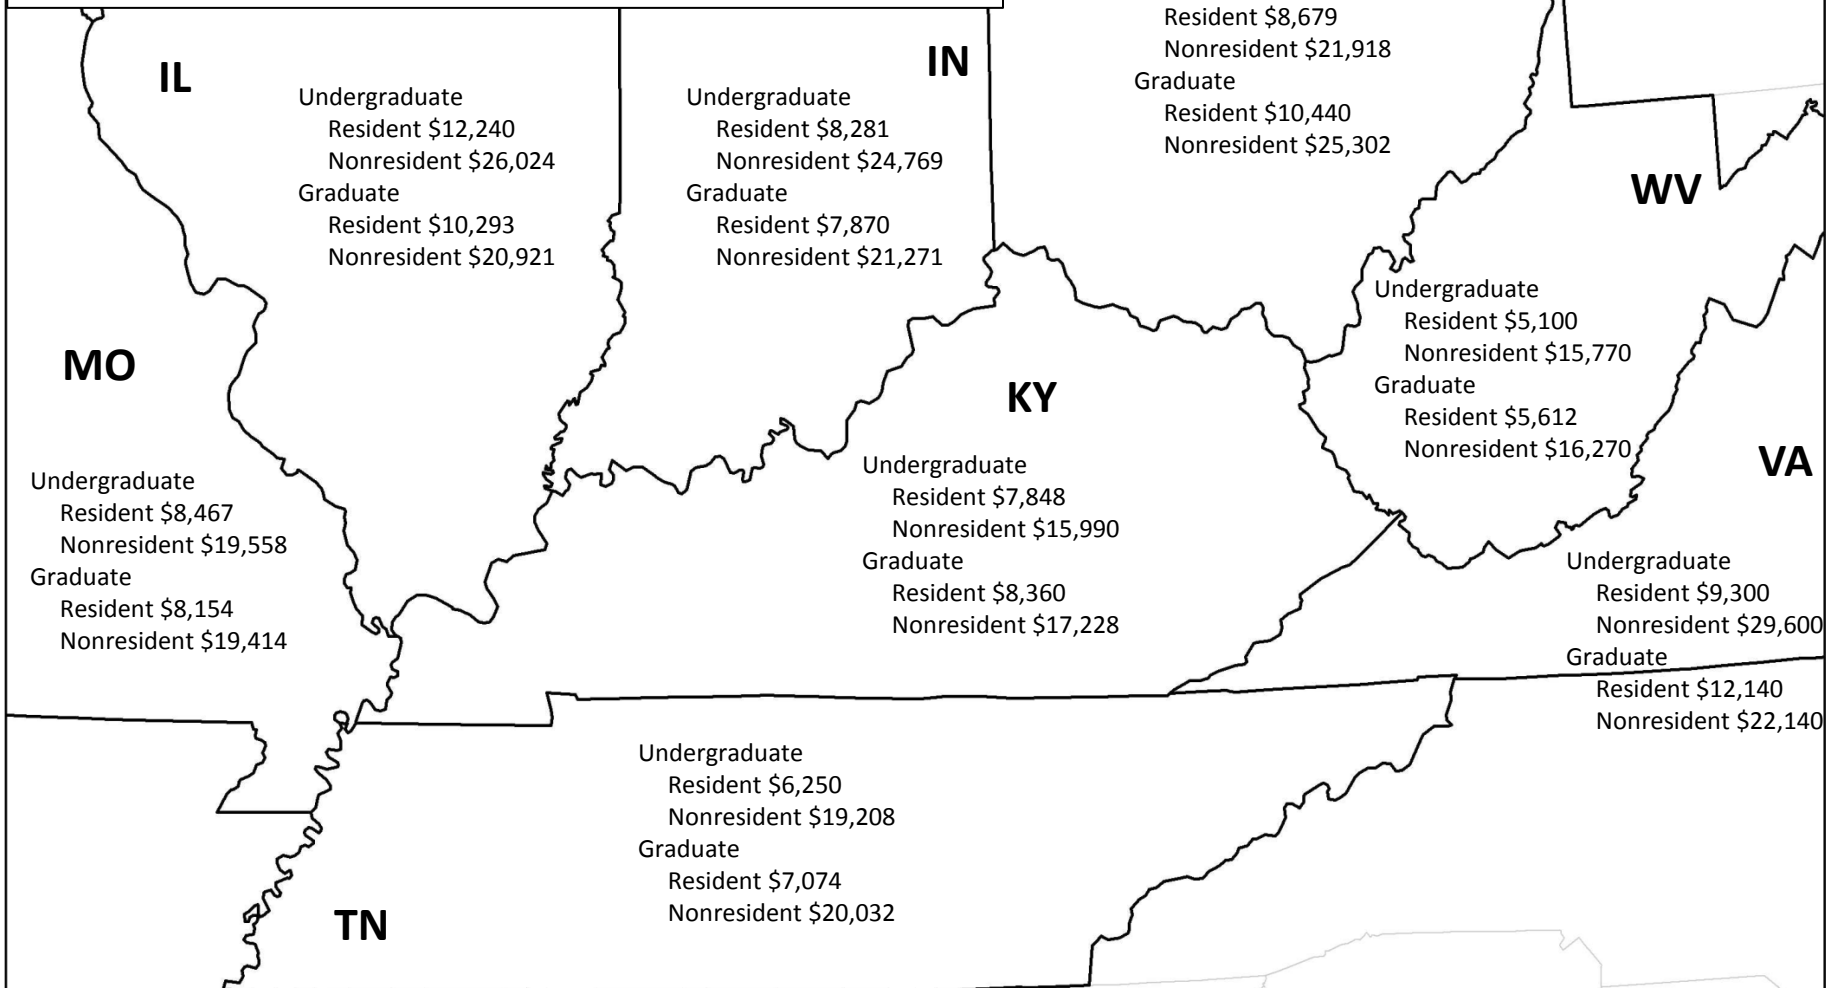 Resident $8,679
Nonresident $21,918
Graduate
Resident $10,440
Nonresident $25,302
IL
Undergraduate
Resident $12,240
Nonresident $26,024
Graduate
Resident $10,293
Nonresident $20,921
IN
Undergraduate
Resident $8,281
Nonresident $24,769
Graduate
Resident $7,870
Nonresident $21,271
WV
Undergraduate
Resident $5,100
Nonresident $15,770
Graduate
Resident $5,612
Nonresident $16,270
MO
Undergraduate
Resident $8,467
Nonresident $19,558
Graduate
Resident $8,154
Nonresident $19,414
KY
Undergraduate
Resident $7,848
Nonresident $15,990
Graduate
Resident $8,360
Nonresident $17,228
VA
Undergraduate
Resident $9,300
Nonresident $29,600
Graduate
Resident $12,140
Nonresident $22,140
Undergraduate
Resident $6,250
Nonresident $19,208
Graduate
Resident $7,074
Nonresident $20,032
TN